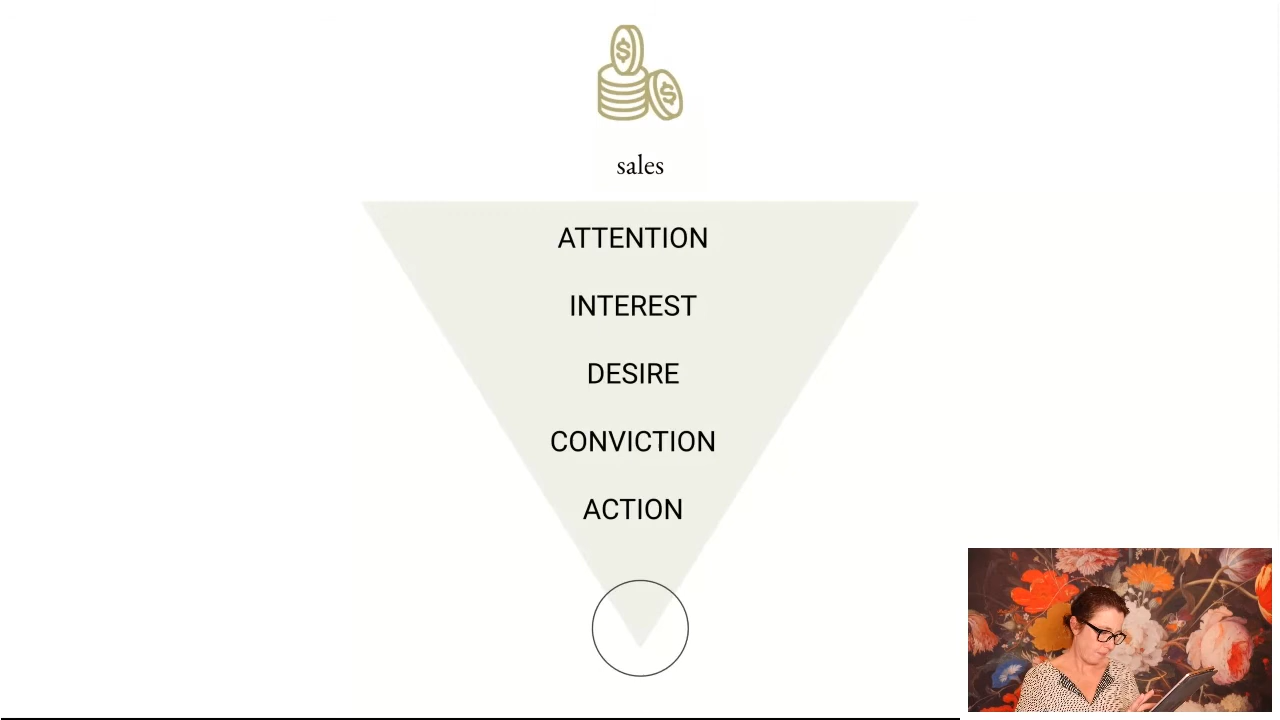 $
$
sales
ATTENTION
INTEREST
DESIRE
CONVICTION
ACTION